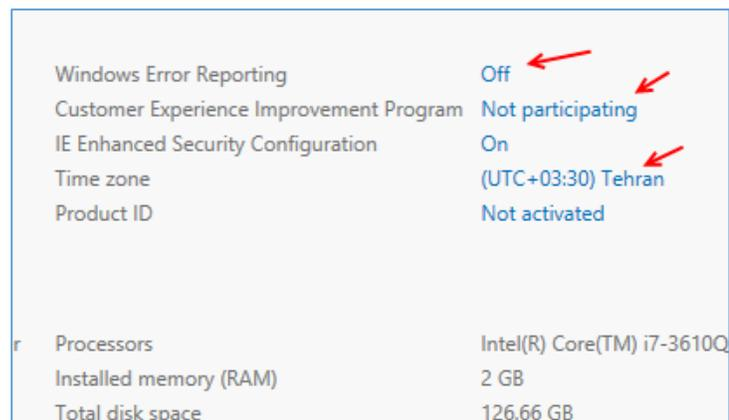 Windows Error Reporting Off
Customer Experience Improvement Program Not participating
IE Enhanced Security Configuration On
Time zone (UTC+03:30) Tehran
Product ID Not activated
r Processors Intel(R) Core(TM) i7-3610Q
Installed memory (RAM) 2 GB
Total disk space 126.66 GB